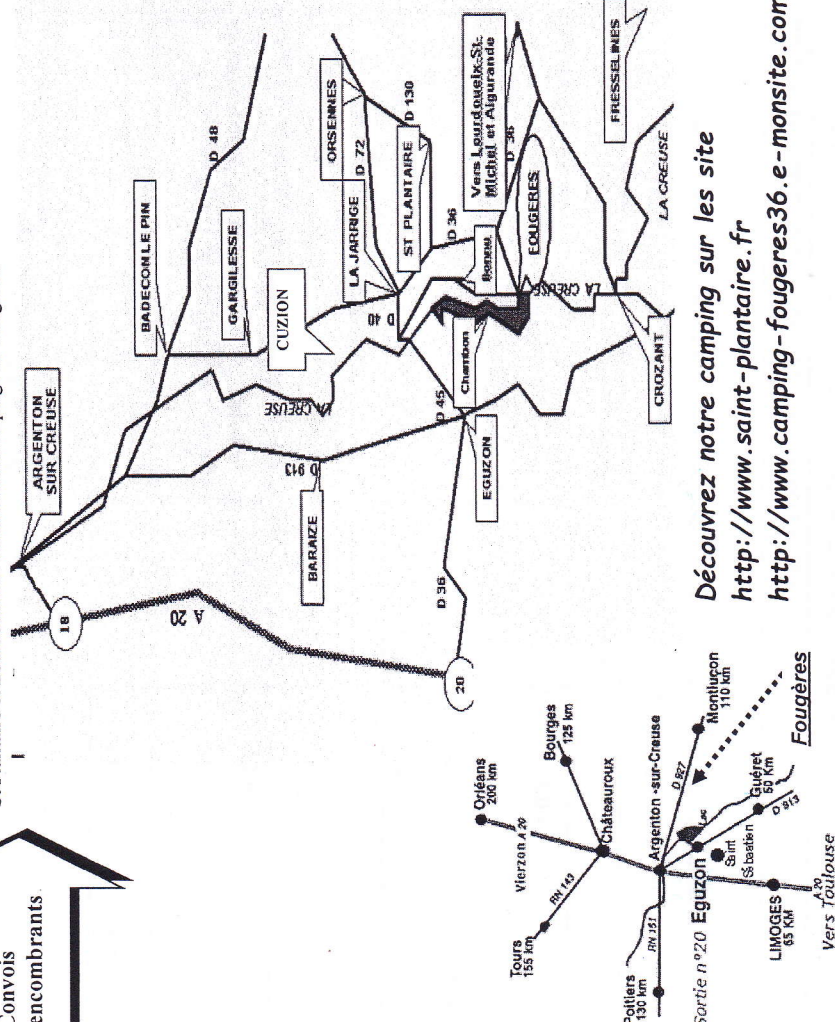 Convois
encombrants
ARGENTON
SUR CREUSE
18
A 20
20
BADECON LE PIN
D 48
GARGILESSE
CUZION
LA CREUSE
D 913
BARAIZE
ORSENNES
D 72
LA JARRIGE
D 130
ST PLANTAIRE
D 40
D 36
Vers Lourdoueix-St.
Michel et Aigurande
D 36
FOUGERES
Bonnu
Chambon
LA CREUSE
D 45
EGUZON
D 36
CROZANT
FRESSELINES
LA CREUSE
Découvrez notre camping sur les site
http://www.saint-plantaire.fr
http://www.camping-fougeres36.e-monsite.com
Orléans
200 km
Vierzon A 20
Bourges
125 km
Châteauroux
Tours
155 km
RN 143
Argenton -sur-Creuse
Poitiers
130 km
RN 151
D 927
Montluçon
110 km
Lac
Sortie n°20 Eguzon
Saint
Sébastien
Guéret
50 Km
D 913
Fougères
LIMOGES
65 KM
A 20
Vers Toulouse